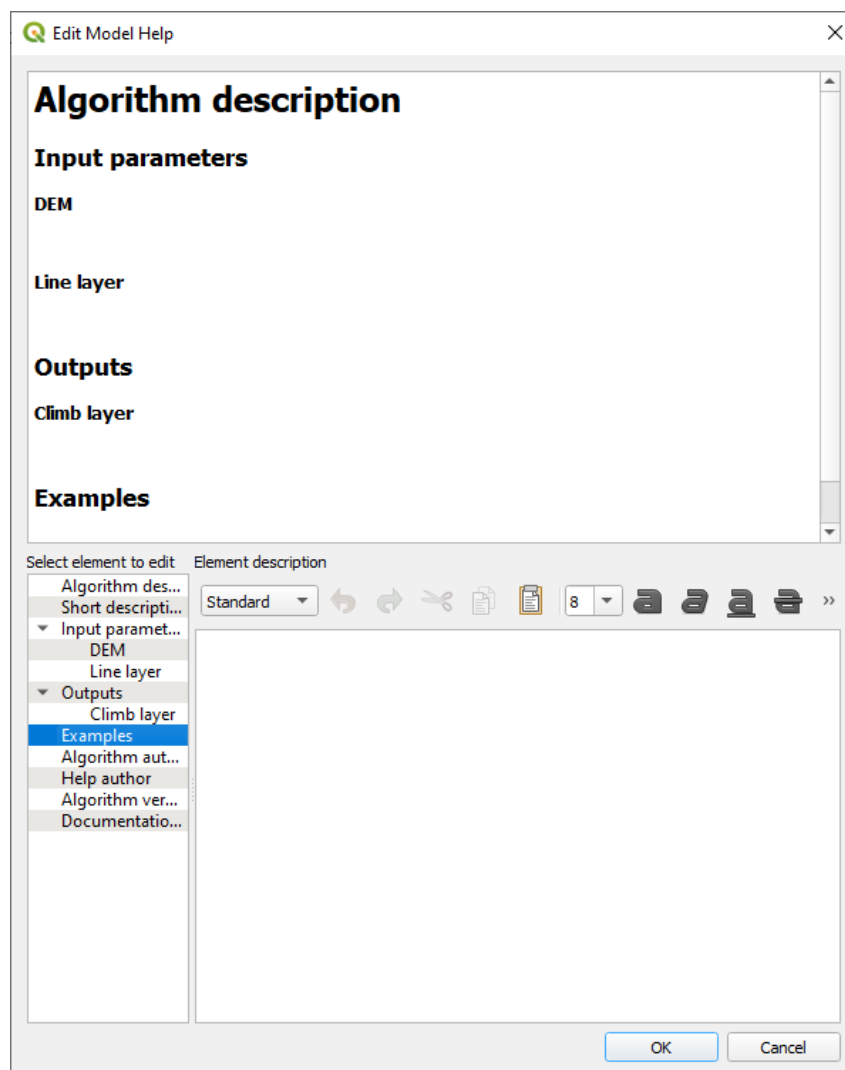 Edit Model Help
Algorithm description
Input parameters
DEM
Line layer
Outputs
Climb layer
Examples
Select element to edit Element description
Algorithm des...
Short descripti...
Input paramet...
DEM
Line layer
Outputs
Climb layer
Examples
Algorithm aut...
Help author
Algorithm ver...
Documentatio...
Standard 8 a a a a »
OK Cancel